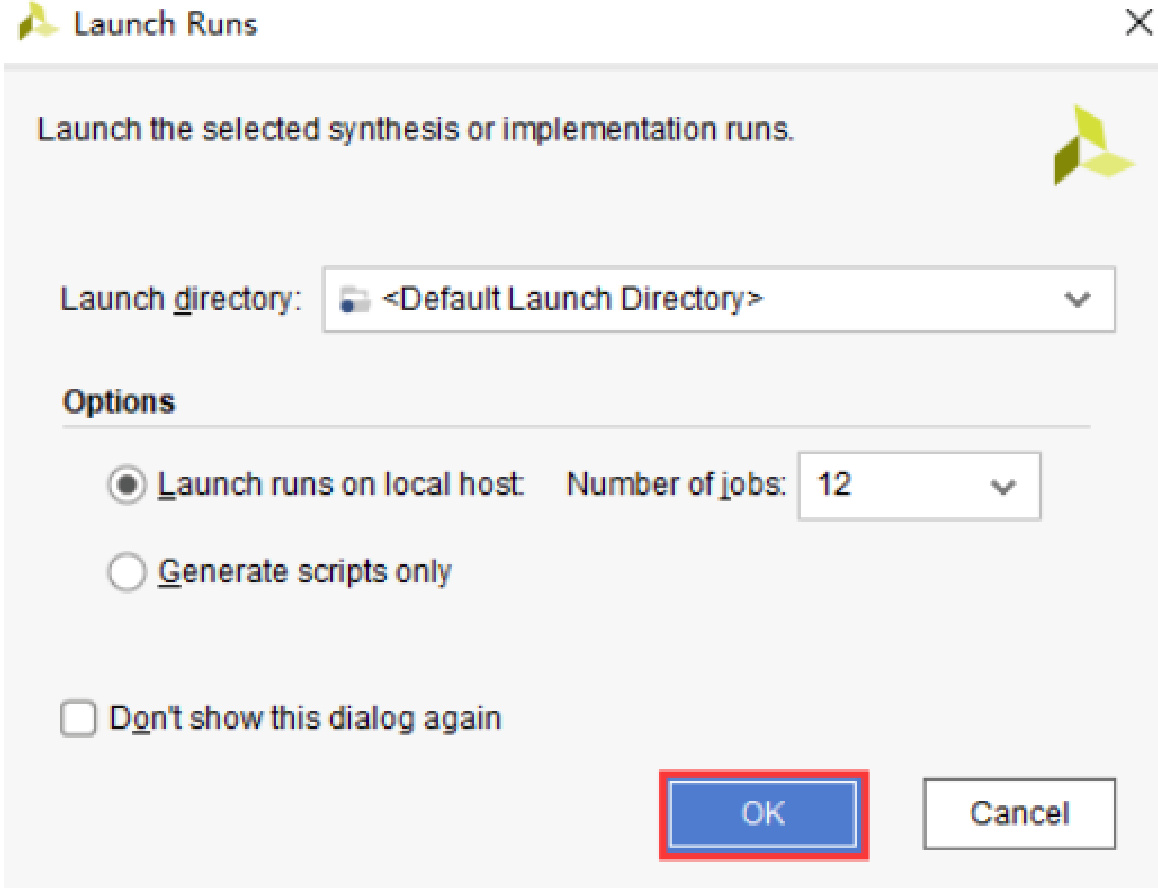 Launch Runs
Launch the selected synthesis or implementation runs.
Launch directory: <Default Launch Directory>
Options
Launch runs on local host: Number of jobs: 12
Generate scripts only
Don't show this dialog again
OK Cancel